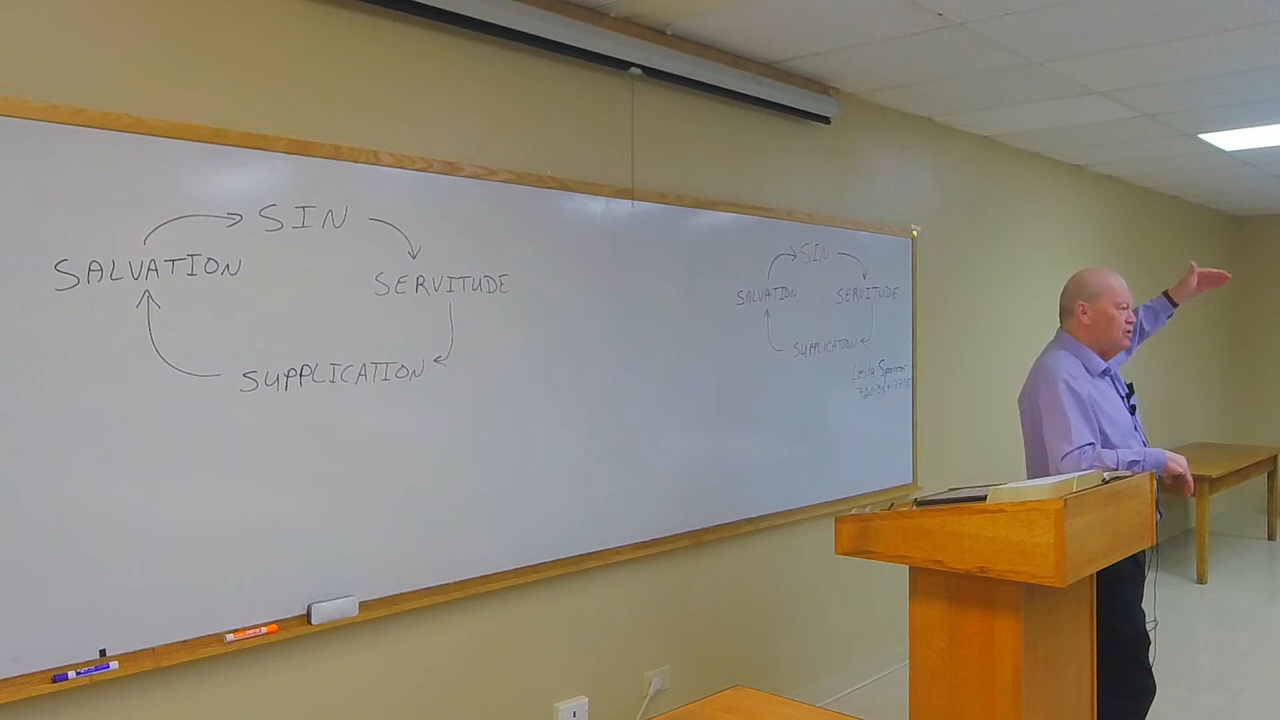 SIN
SALVATION
SERVITUDE
SUPPLICATION
SIN
SALVATION SERVITUDE
SUPPLICATION